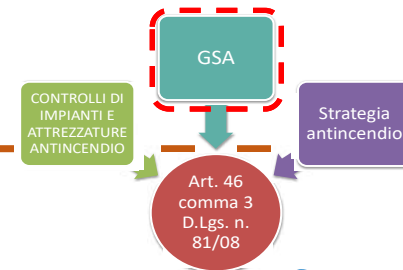 GSA
CONTROLLI DI
IMPIANTI E
ATTREZZATURE
ANTINCENDIO
Strategia
antincendio
Art. 46
comma 3
D.Lgs. n.
81/08